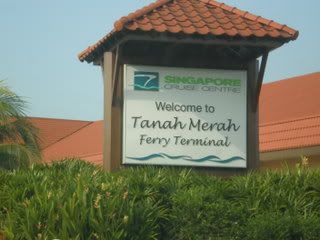 SINGAPORE
CRUISE CENTRE
Welcome to
Tanah Merah
Ferry Terminal